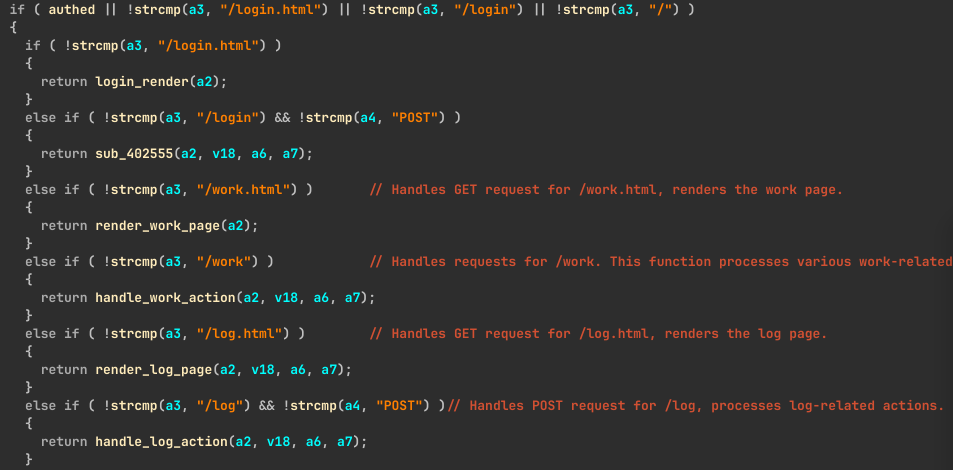 if ( authed || !strcmp(a3, "/login.html") || !strcmp(a3, "/login") || !strcmp(a3, "/") )
{
  if ( !strcmp(a3, "/login.html") )
  {
    return login_render(a2);
  }
  else if ( !strcmp(a3, "/login") && !strcmp(a4, "POST") )
  {
    return sub_402555(a2, v18, a6, a7);
  }
  else if ( !strcmp(a3, "/work.html") )       // Handles GET request for /work.html, renders the work page.
  {
    return render_work_page(a2);
  }
  else if ( !strcmp(a3, "/work") )            // Handles requests for /work. This function processes various work-related
  {
    return handle_work_action(a2, v18, a6, a7);
  }
  else if ( !strcmp(a3, "/log.html") )        // Handles GET request for /log.html, renders the log page.
  {
    return render_log_page(a2, v18, a6, a7);
  }
  else if ( !strcmp(a3, "/log") && !strcmp(a4, "POST") )// Handles POST request for /log, processes log-related actions.
  {
    return handle_log_action(a2, v18, a6, a7);
  }